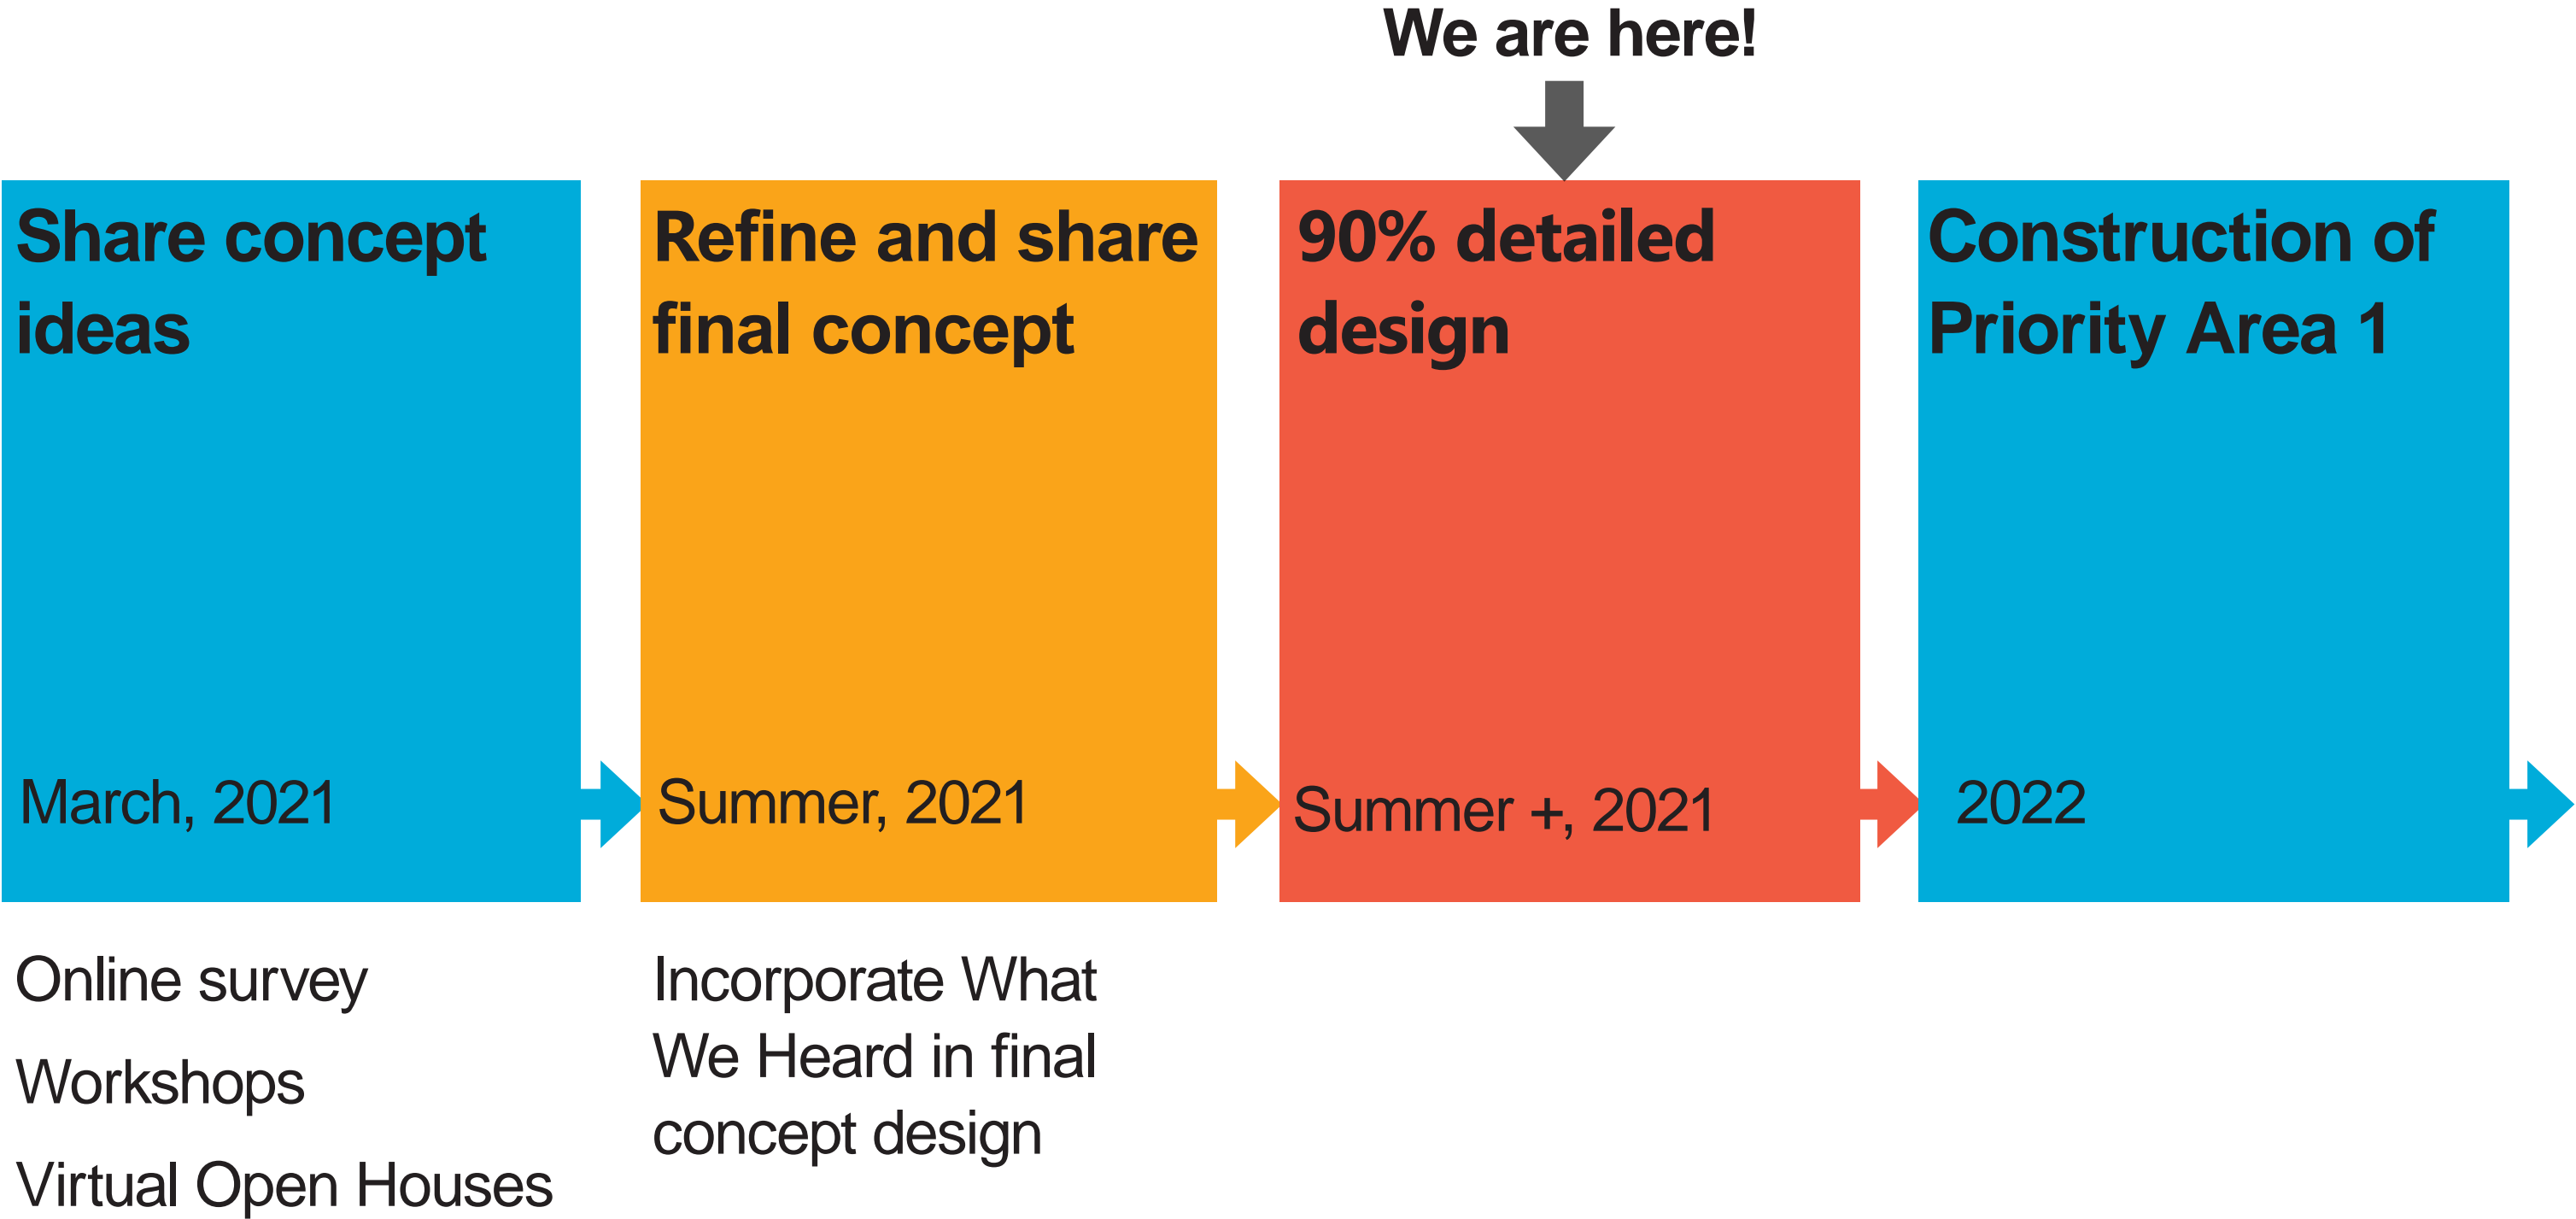 We are here!
Share concept
ideas
March, 2021
Refine and share
final concept
Summer, 2021
90% detailed
design
Summer +, 2021
Construction of
Priority Area 1
2022
Online survey
Workshops
Virtual Open Houses
Incorporate What
We Heard in final
concept design